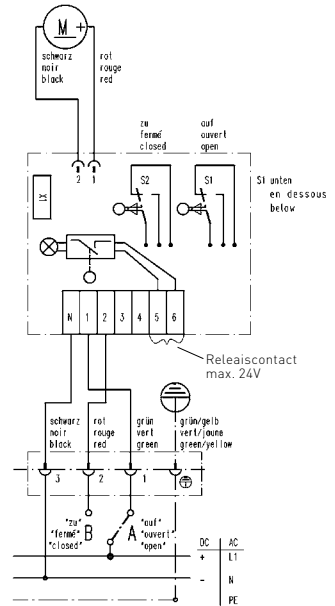 M +
schwarz
noir
black
rot
rouge
red
2 1
zu
fermé
closed
auf
ouvert
open
S2
S1
S1 unten
en dessous
below
N 1 2 3 4 5 6
Releaiscontact
max. 24V
schwarz
noir
black
rot
rouge
red
grün
vert
green
grün/gelb
vert/jaune
green/yellow
3 2 1
"zu"
"fermé"
"closed"
B A
"auf"
"ouvert"
"open"
DC AC
+ L1
- N
PE